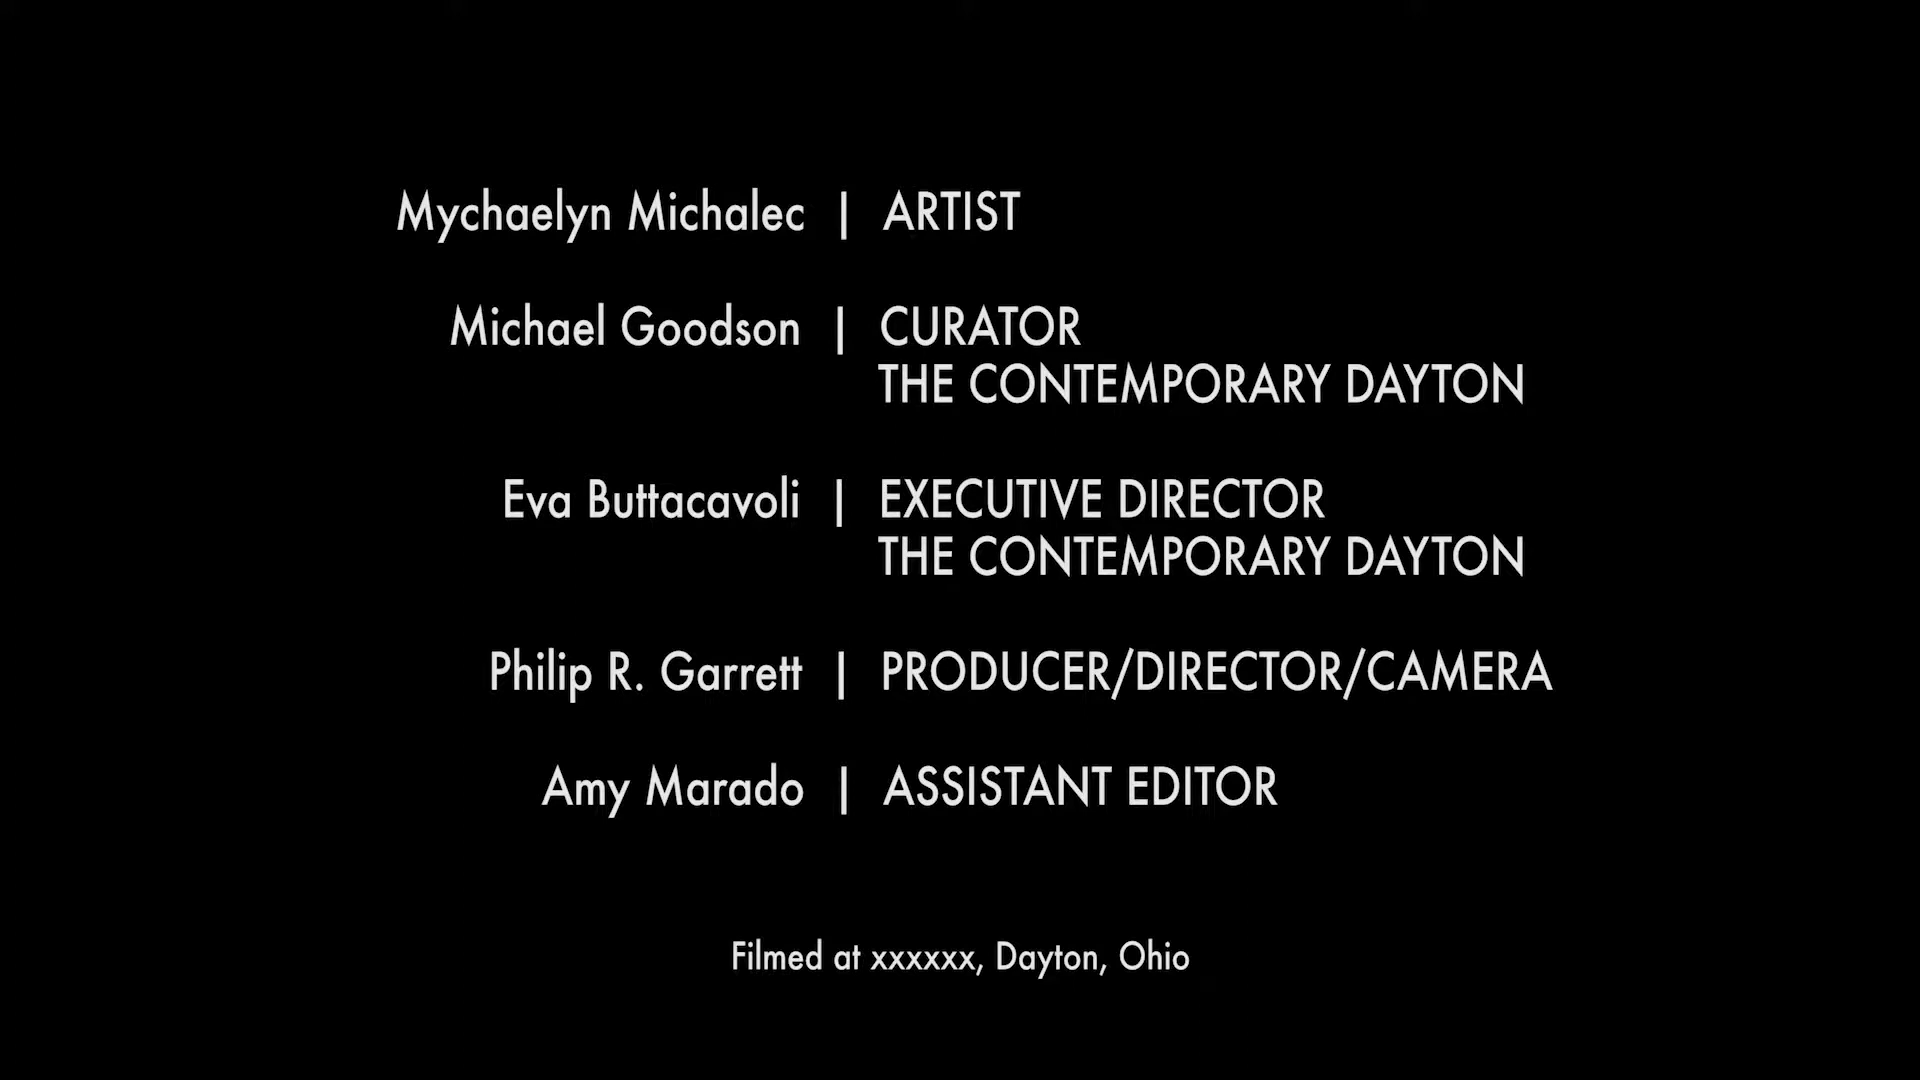 Mychaelyn Michalec | ARTIST
Michael Goodson | CURATOR
THE CONTEMPORARY DAYTON
Eva Buttacavoli | EXECUTIVE DIRECTOR
THE CONTEMPORARY DAYTON
Philip R. Garrett | PRODUCER/DIRECTOR/CAMERA
Amy Marado | ASSISTANT EDITOR
Filmed at xxxxxx, Dayton, Ohio